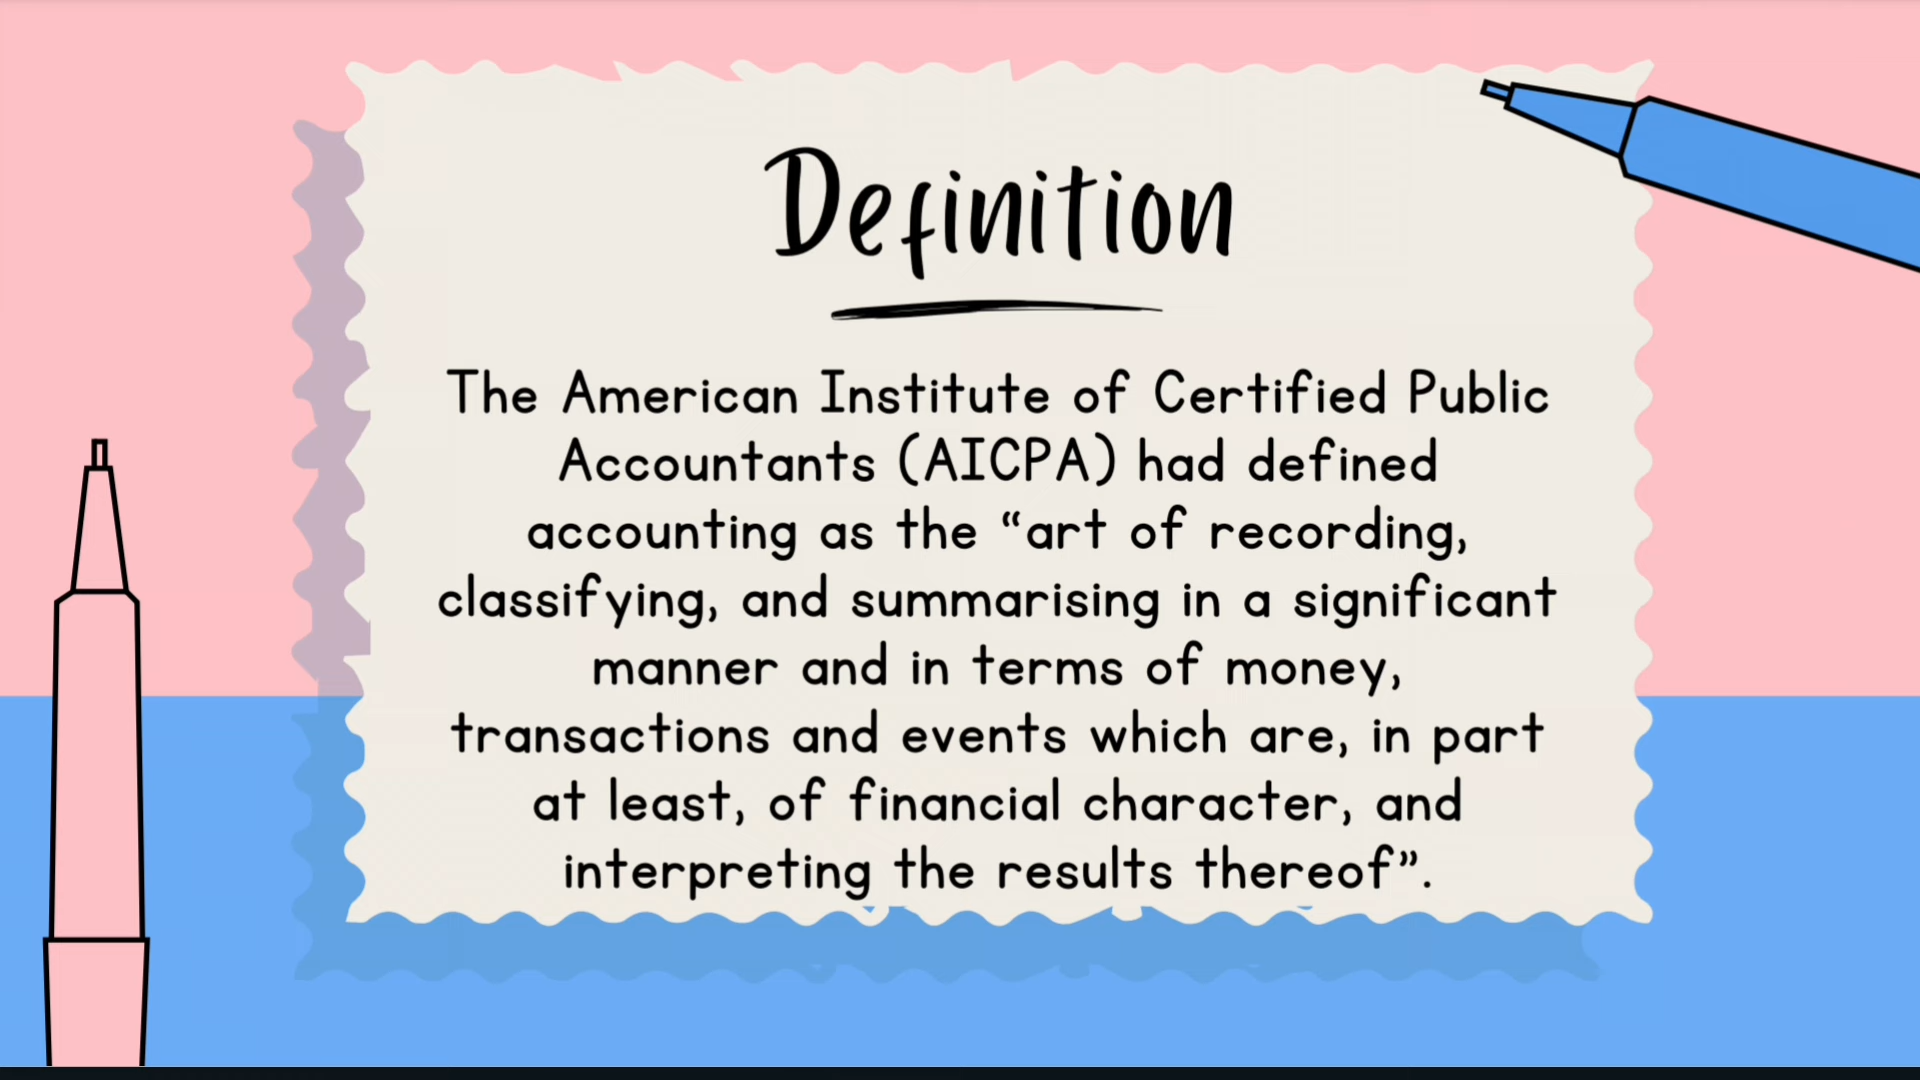 Definition
The American Institute of Certified Public
Accountants (AICPA) had defined
accounting as the “art of recording,
classifying, and summarising in a significant
manner and in terms of money,
transactions and events which are, in part
at least, of financial character, and
interpreting the results thereof”.